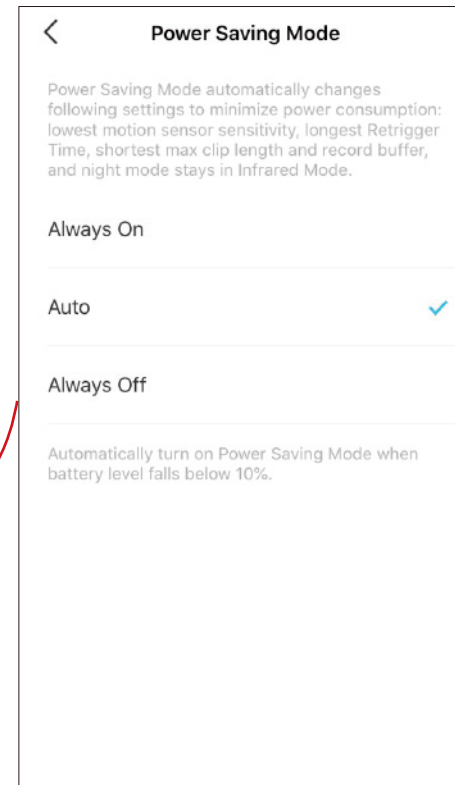 Power Saving Mode
Power Saving Mode automatically changes
following settings to minimize power consumption:
lowest motion sensor sensitivity, longest Retrigger
Time, shortest max clip length and record buffer,
and night mode stays in Infrared Mode.
Always On
Auto
Always Off
Automatically turn on Power Saving Mode when
battery level falls below 10%.